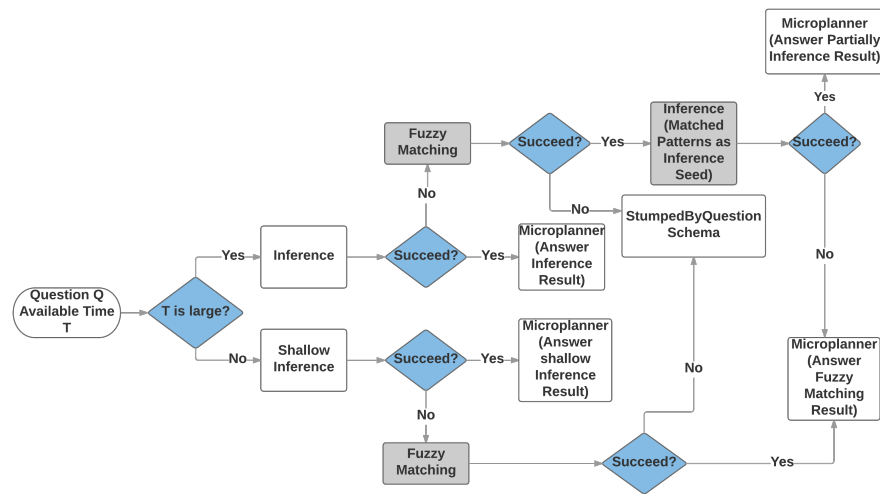 Microplanner
(Answer Partially
Inference Result)
Yes
Fuzzy
Matching
Succeed?
Yes
Inference
(Matched
Patterns as
Inference
Seed)
Succeed?
No
No
StumpedByQuestion
Schema
Yes
Inference
Succeed?
Yes
Microplanner
(Answer
Inference
Result)
No
Question Q
Available Time
T
T is large?
No
Shallow
Inference
Succeed?
Yes
Microplanner
(Answer
shallow
Inference
Result)
No
Microplanner
(Answer
Fuzzy
Matching
Result)
No
Fuzzy
Matching
Succeed?
Yes